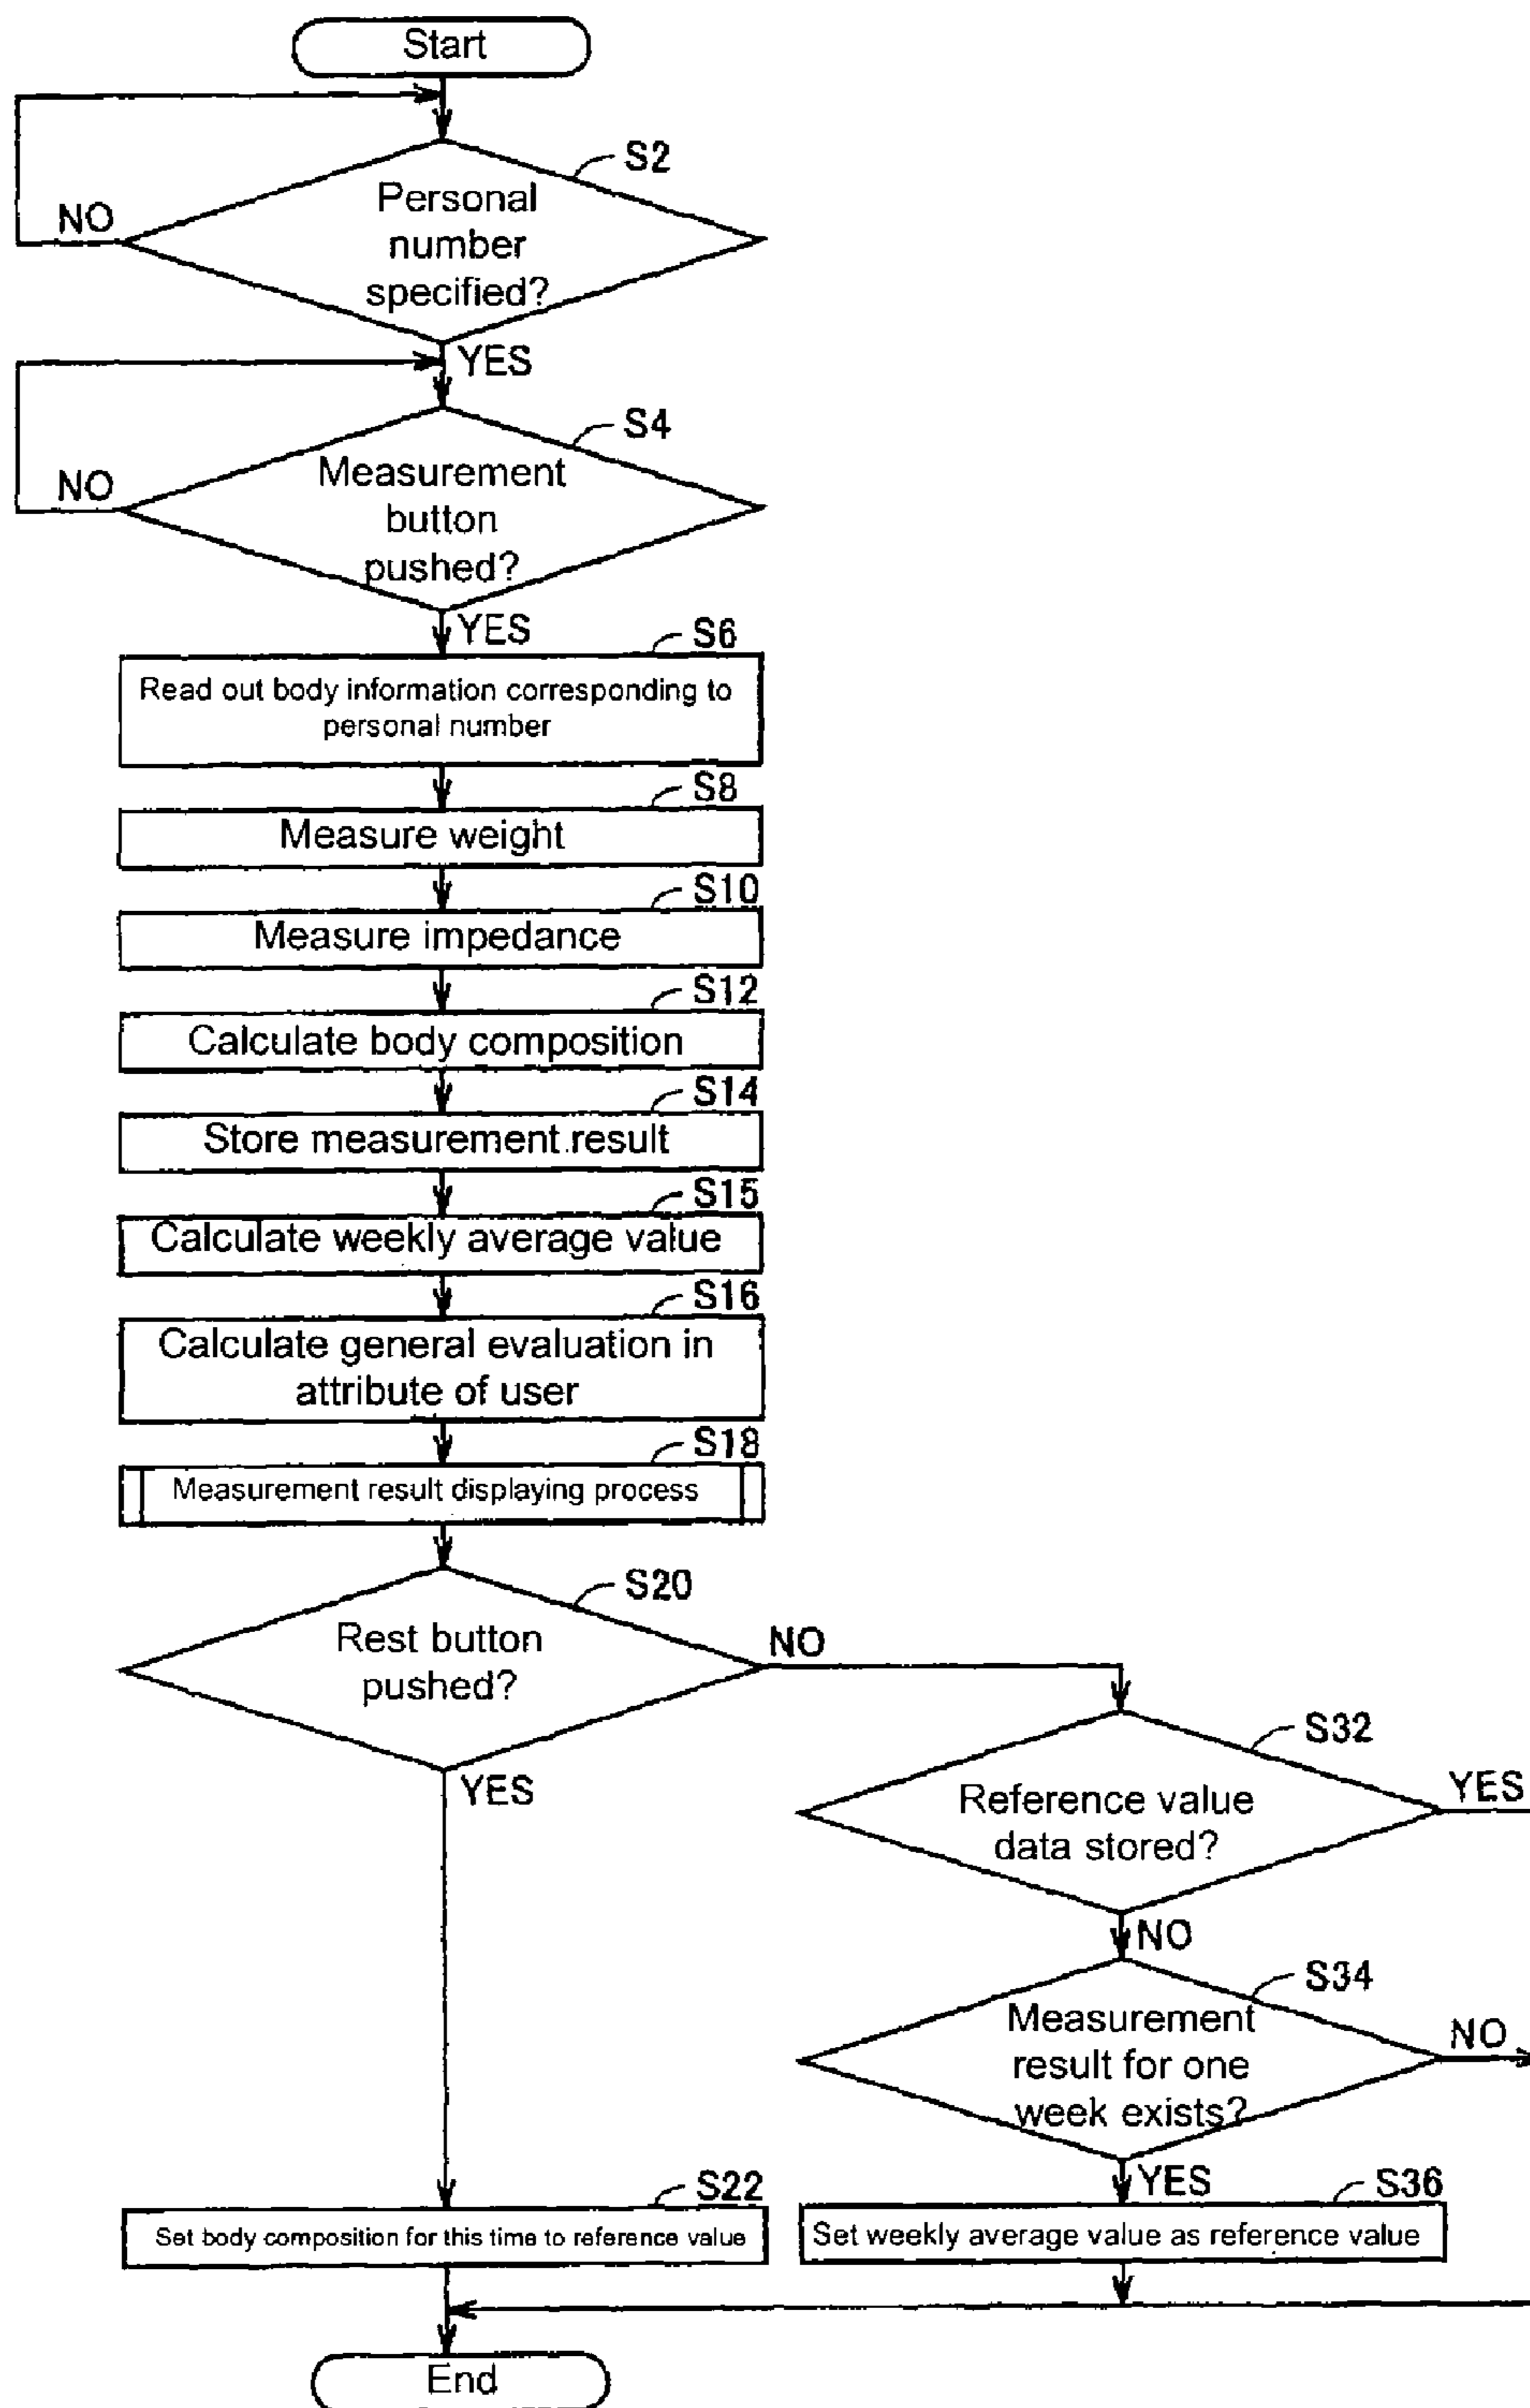 Start
S2
Personal
number
specified?
NO
YES
S4
Measurement
button
pushed?
NO
YES
S6
Read out body information corresponding to
personal number
S8
Measure weight
S10
Measure impedance
S12
Calculate body composition
S14
Store measurement result
S15
Calculate weekly average value
S16
Calculate general evaluation in
attribute of user
S18
Measurement result displaying process
S20
Rest button
pushed?
NO
YES
S32
Reference value
data stored?
YES
NO
S34
Measurement
result for one
week exists?
NO
YES
S22
Set body composition for this time to reference value
S36
Set weekly average value as reference value
End